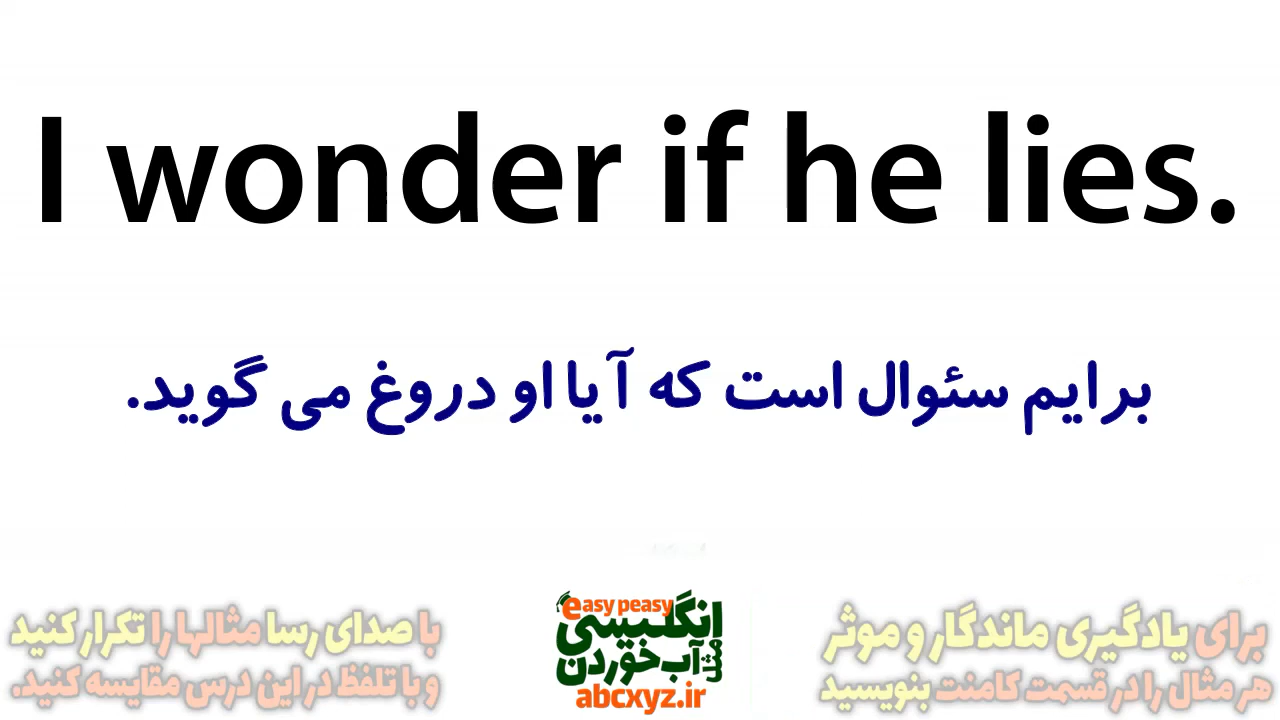 I wonder if he lies.
برایم سئوال است که آیا او دروغ می گوید.
برای یادگیری ماندگار و موثر
هر مثال را در قسمت کامنت بنویسید
easy peasy
انگلیسی
مثل آب خوردن
abcxyz.ir
با صدای رسا مثالها را تکرار کنید
و با تلفظ در این درس مقایسه کنید.